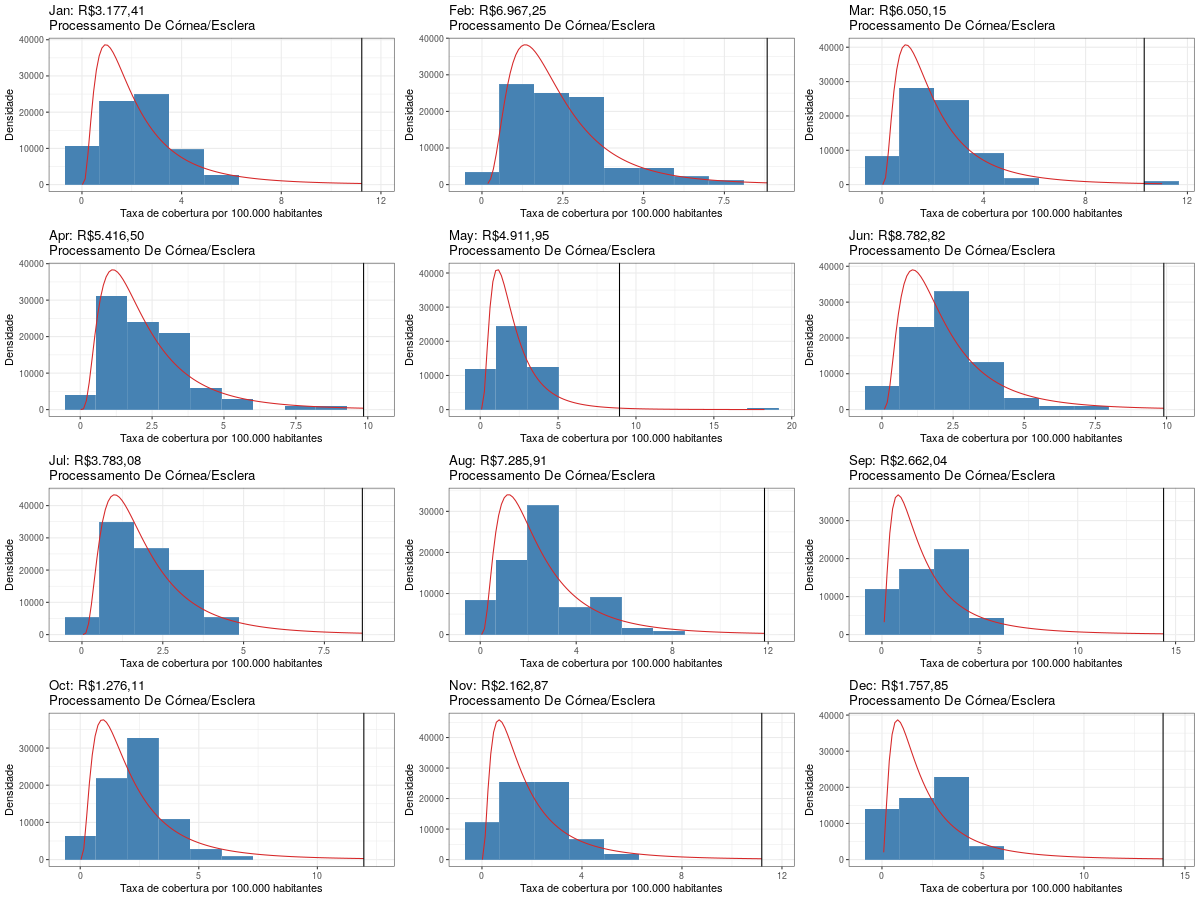 Jan: R$3.177,41
Processamento De Córnea/Esclera
Densidade
40000
30000
20000
10000
0
0 4 8 12
Taxa de cobertura por 100.000 habitantes
Feb: R$6.967,25
Processamento De Córnea/Esclera
Densidade
40000
30000
20000
10000
0
0 2.5 5 7.5
Taxa de cobertura por 100.000 habitantes
Mar: R$6.050,15
Processamento De Córnea/Esclera
Densidade
40000
30000
20000
10000
0
0 4 8 12
Taxa de cobertura por 100.000 habitantes
Apr: R$5.416,50
Processamento De Córnea/Esclera
Densidade
40000
30000
20000
10000
0
0 2.5 5 7.5 10
Taxa de cobertura por 100.000 habitantes
May: R$4.911,95
Processamento De Córnea/Esclera
Densidade
40000
30000
20000
10000
0
0 5 10 15 20
Taxa de cobertura por 100.000 habitantes
Jun: R$8.782,82
Processamento De Córnea/Esclera
Densidade
40000
30000
20000
10000
0
0 2.5 5 7.5 10
Taxa de cobertura por 100.000 habitantes
Jul: R$3.783,08
Processamento De Córnea/Esclera
Densidade
40000
30000
20000
10000
0
0 2.5 5 7.5
Taxa de cobertura por 100.000 habitantes
Aug: R$7.285,91
Processamento De Córnea/Esclera
Densidade
30000
20000
10000
0
0 4 8 12
Taxa de cobertura por 100.000 habitantes
Sep: R$2.662,04
Processamento De Córnea/Esclera
Densidade
30000
20000
10000
0
0 5 10 15
Taxa de cobertura por 100.000 habitantes
Oct: R$1.276,11
Processamento De Córnea/Esclera
Densidade
30000
20000
10000
0
0 5 10
Taxa de cobertura por 100.000 habitantes
Nov: R$2.162,87
Processamento De Córnea/Esclera
Densidade
40000
30000
20000
10000
0
0 4 8 12
Taxa de cobertura por 100.000 habitantes
Dec: R$1.757,85
Processamento De Córnea/Esclera
Densidade
40000
30000
20000
10000
0
0 5 10 15
Taxa de cobertura por 100.000 habitantes